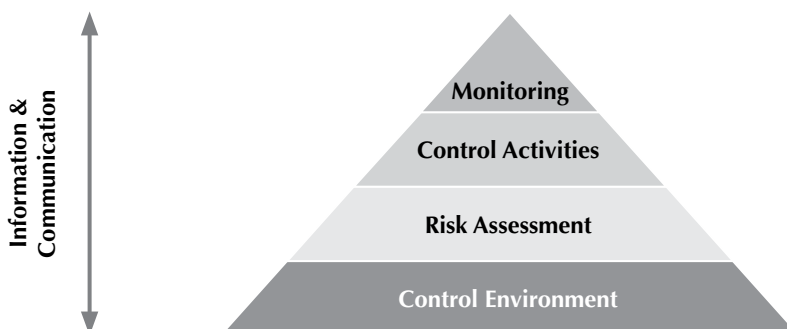 Information &
Communication
Monitoring
Control Activities
Risk Assessment
Control Environment